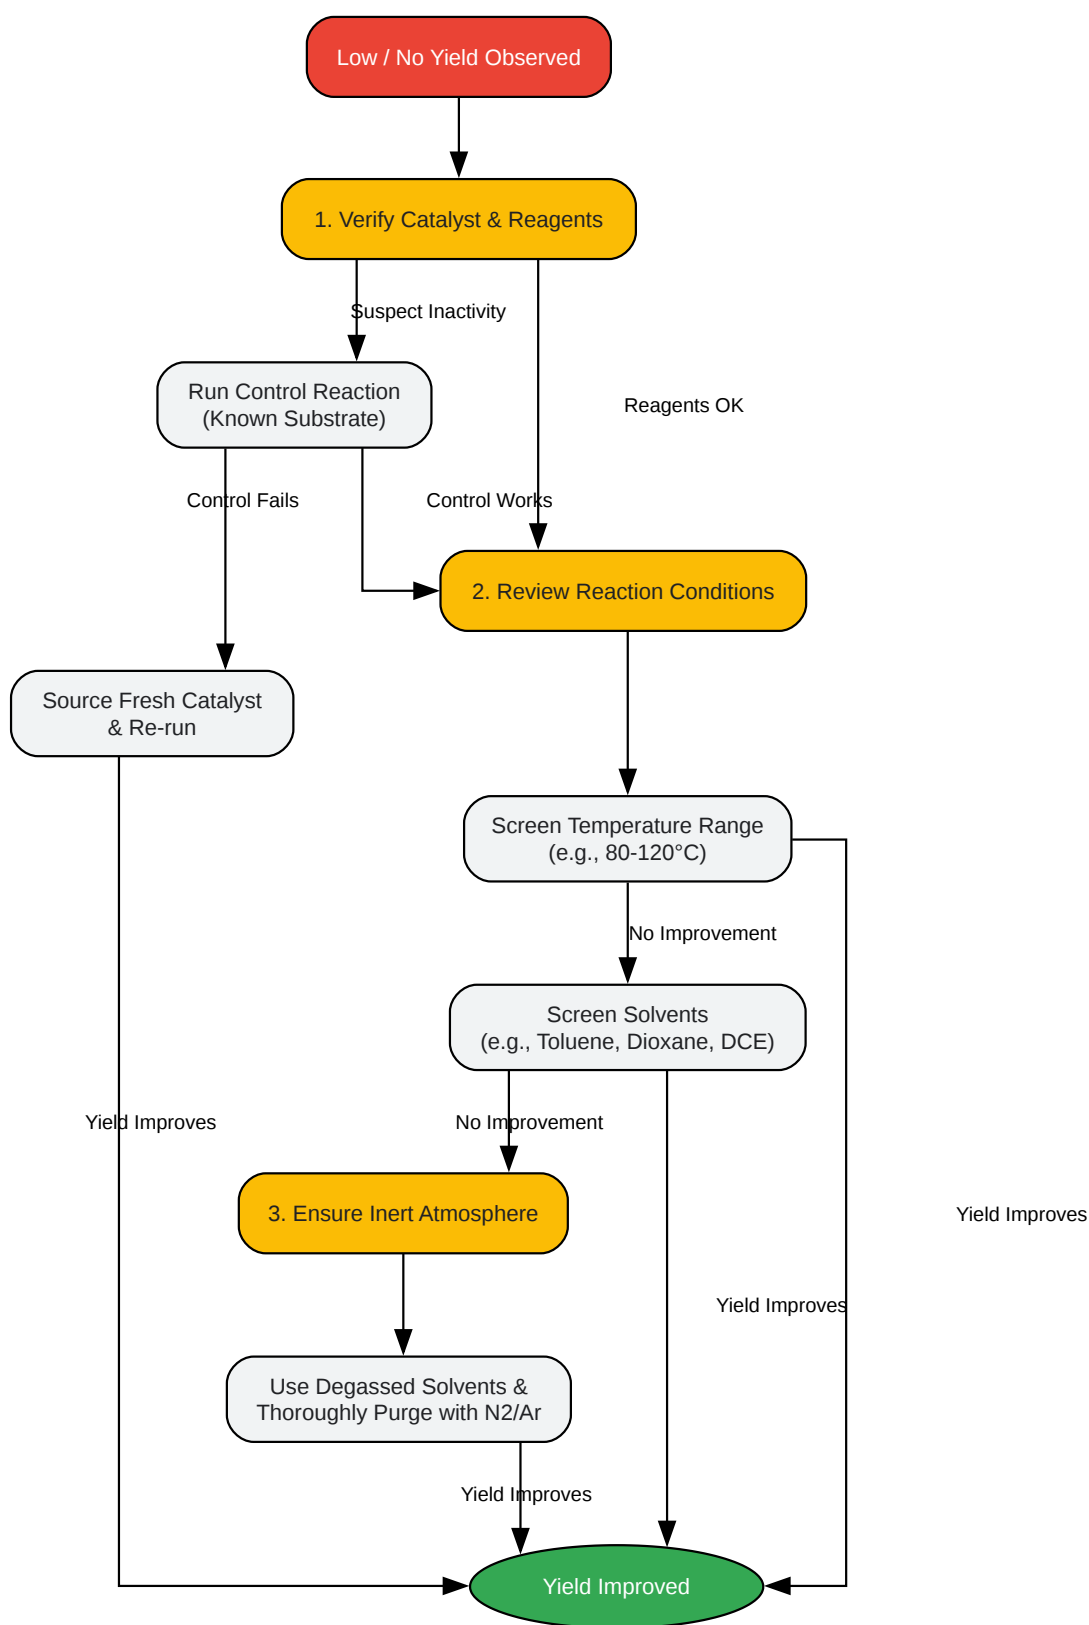 Low / No Yield Observed
1. Verify Catalyst & Reagents
Suspect Inactivity
Run Control Reaction
(Known Substrate)
Reagents OK
Control Fails
Control Works
2. Review Reaction Conditions
Source Fresh Catalyst
& Re-run
Screen Temperature Range
(e.g., 80-120°C)
No Improvement
Screen Solvents
(e.g., Toluene, Dioxane, DCE)
Yield Improves
No Improvement
3. Ensure Inert Atmosphere
Yield Improves
Yield Improves
Use Degassed Solvents &
Thoroughly Purge with N2/Ar
Yield Improves
Yield Improved